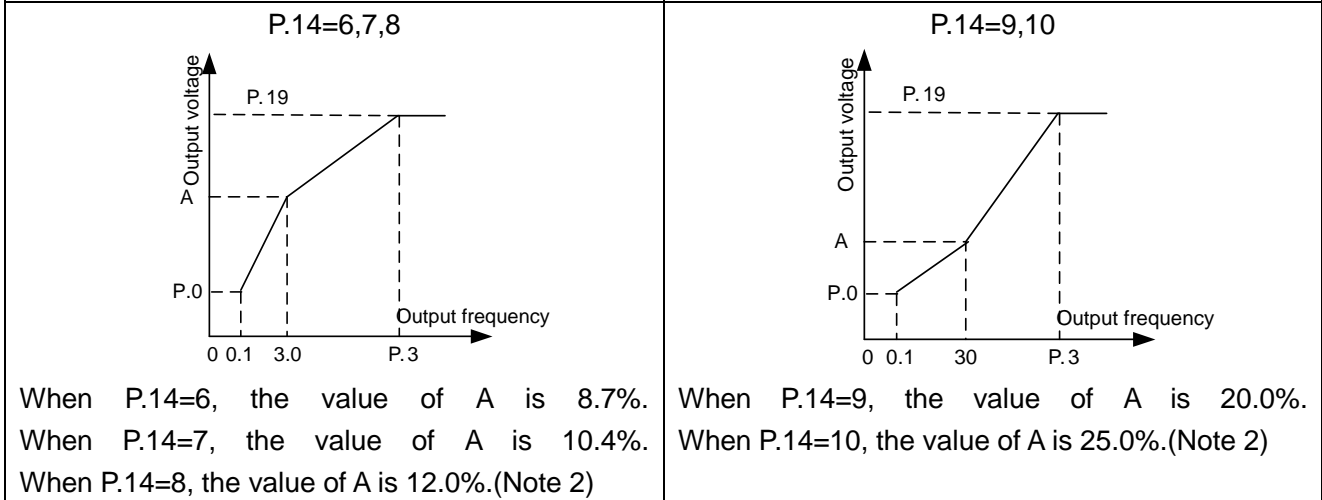 P.14=6,7,8
Output voltage
P. 19
A
P.0
Output frequency
0 0.1 3.0 P. 3
When P.14=6, the value of A is 8.7%.
When P.14=7, the value of A is 10.4%.
When P.14=8, the value of A is 12.0%.(Note 2)
P.14=9,10
Output voltage
P. 19
A
P.0
Output frequency
0 0.1 30 P. 3
When P.14=9, the value of A is 20.0%.
When P.14=10, the value of A is 25.0%.(Note 2)